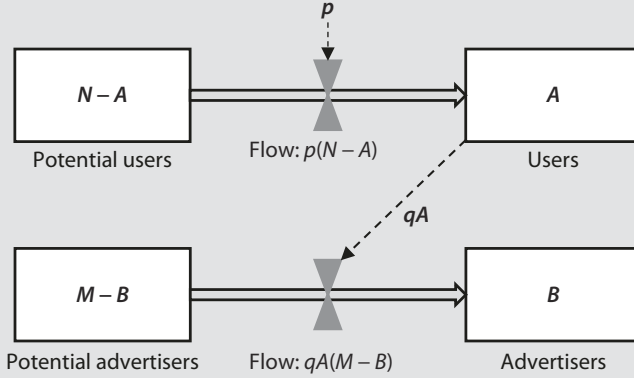 p
N – A
A
Potential users
Flow: p(N – A)
Users
qA
M – B
B
Potential advertisers
Flow: qA(M – B)
Advertisers